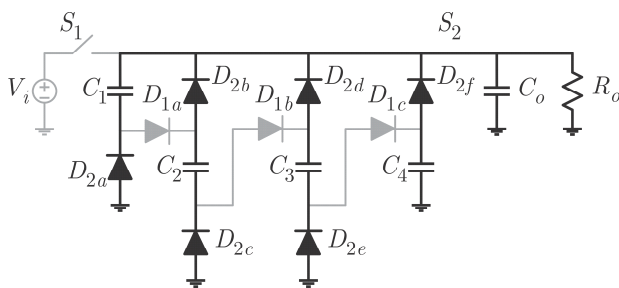 S₁ S₂
Vᵢ C₁ D₁ₐ D₂b D₁b D₂d D₁c D₂f Cₒ Rₒ
D₂ₐ C₂ C₃ C₄
D₂c D₂e